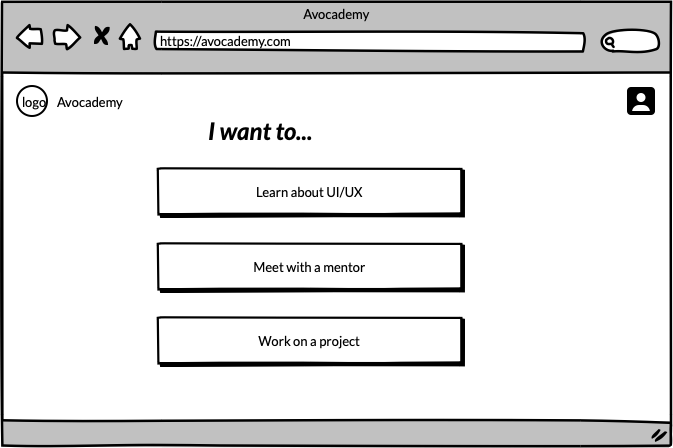 Avocademy
https://avocademy.com
logo Avocademy
I want to...
Learn about UI/UX
Meet with a mentor
Work on a project